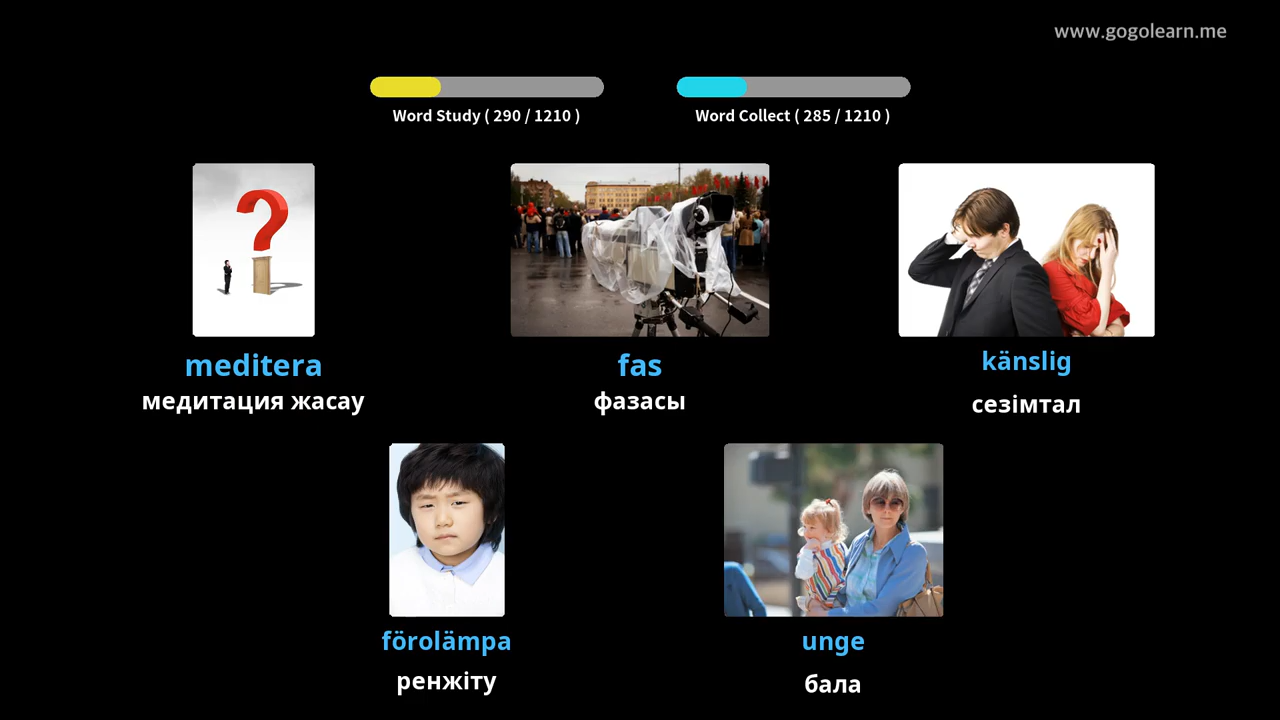 www.gogolearn.me
Word Study ( 290 / 1210 )
Word Collect ( 285 / 1210 )
meditera
медитация жасау
fas
фазасы
känslig
сезімтал
förolämpa
ренжіту
unge
бала